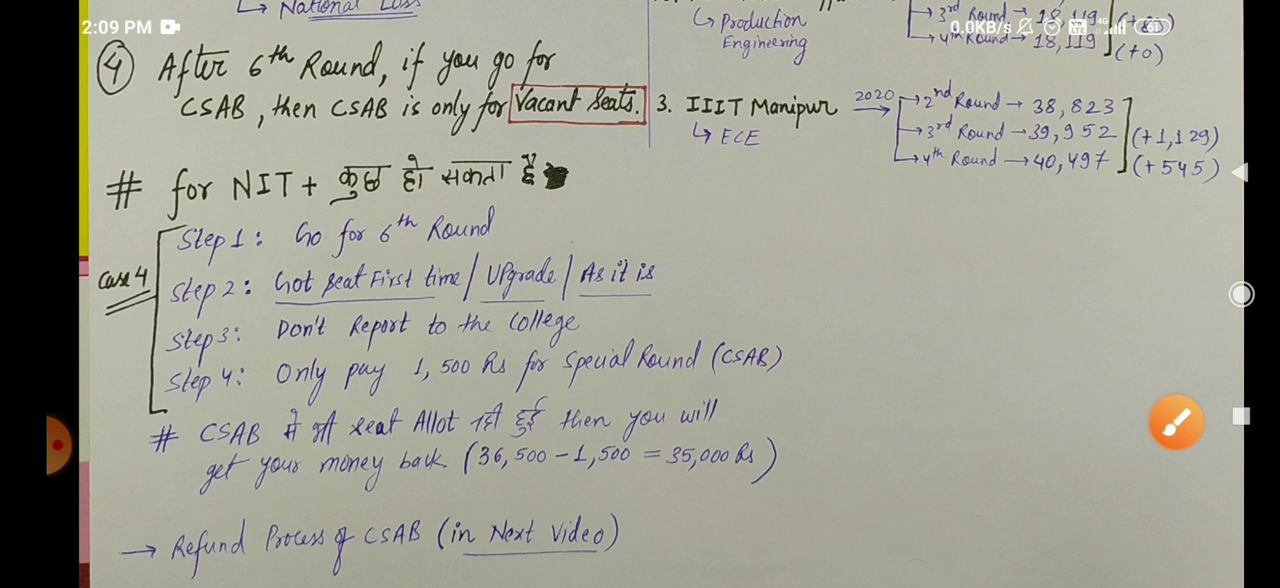 ↳ National Loss
2:09 PM
④ After 6th Round, if you go for
CSAB, then CSAB is only for Vacant Seats.
# for NIT + कुछ हो सकता है
Case 4
Step 1: Go for 6th Round
Step 2: Got Seat First time / Upgrade / As it is
Step 3: Don't Report to the College
Step 4: Only pay 1,500 Rs for Special Round (CSAB)
# CSAB में भी seat Allot नही हुई then you will
get your money back (36,500 - 1,500 = 35,000 Rs)
→ Refund Process of CSAB (in Next Video)
↳ Production
Engineering
→ 3rd Round → 18,119
0.0KB/s 4G 61
↳ 4th Round → 18,119 (+0)
3. IIIT Manipur 2020 → 2nd Round → 38,823
↳ ECE → 3rd Round → 39,952 (+1,129)
↳ 4th Round → 40,497 (+545)